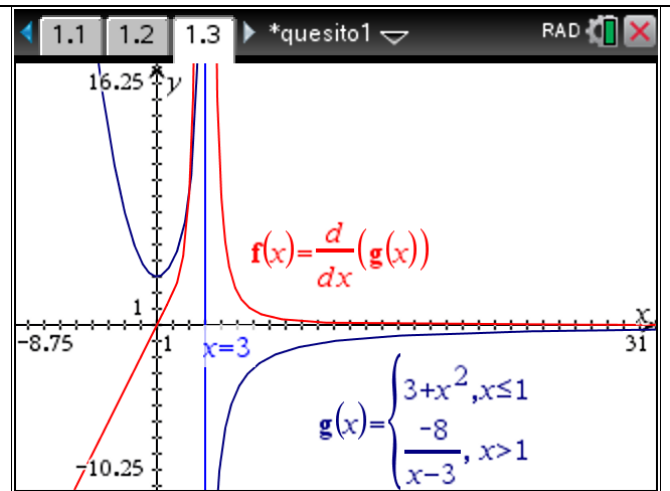 1.1 1.2 1.3 *quesito1 RAD
16.25 y
f(x)=d/dx(g(x))
1
x
-8.75 1 x=3 31
g(x)={3+x²,x≤1
-8/x-3, x>1
-10.25